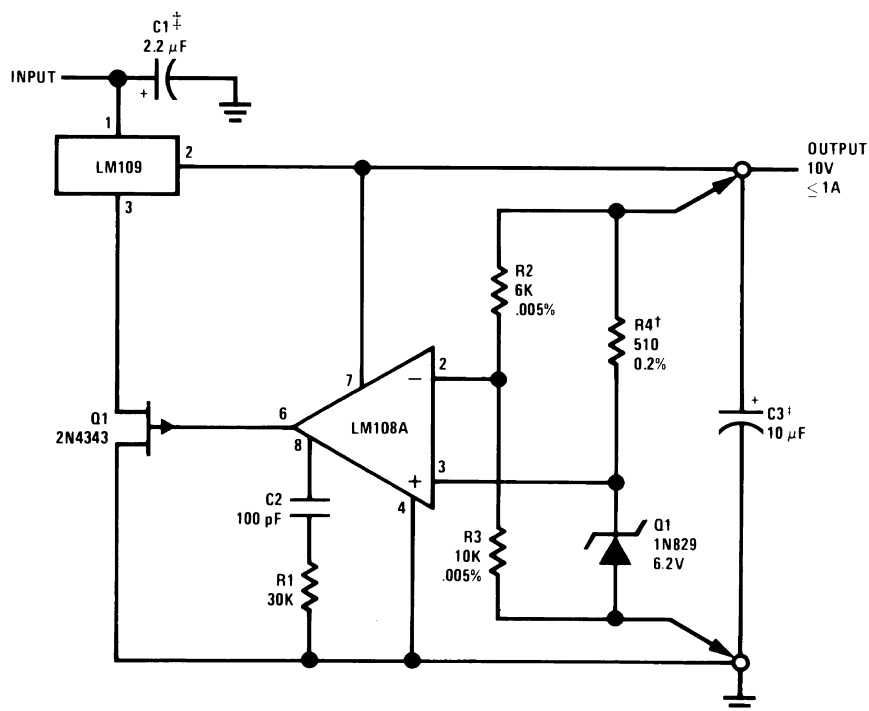 C1‡
2.2 µF
INPUT
+
1
LM109
2
3
OUTPUT
10V
≤ 1A
R2
6K
.005%
R4†
510
0.2%
7
−
2
6
LM108A
8
+
3
4
Q1
2N4343
C2
100 pF
R1
30K
R3
10K
.005%
Q1
1N829
6.2V
+
C3‡
10 µF